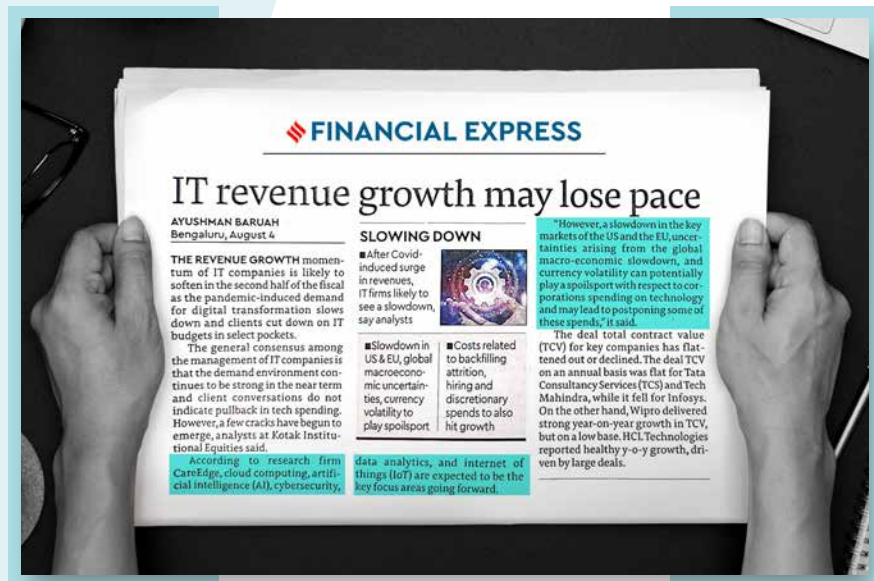 FINANCIAL EXPRESS
IT revenue growth may lose pace
AYUSHMAN BARUAH
Bengaluru, August 4
THE REVENUE GROWTH momen-
tum of IT companies is likely to
soften in the second half of the fiscal
as the pandemic-induced demand
for digital transformation slows
down and clients cut down on IT
budgets in select pockets.
The general consensus among
the management of IT companies is
that the demand environment con-
tinues to be strong in the near term
and client conversations do not
indicate pullback in tech spending.
However, a few cracks have begun to
emerge, analysts at Kotak Institu-
tional Equities said.
According to research firm
CareEdge, cloud computing, artifi-
cial intelligence (AI), cybersecurity,
SLOWING DOWN
■ After Covid-
induced surge
in revenues,
IT firms likely to
see a slowdown,
say analysts
■ Slowdown in
US & EU, global
macroecono-
mic uncertain-
ties, currency
volatility to
play spoilsport
■ Costs related
to backfilling
attrition,
hiring and
discretionary
spends to also
hit growth
data analytics, and internet of
things (IoT) are expected to be the
key focus areas going forward.
"However, a slowdown in the key
markets of the US and the EU, uncer-
tainties arising from the global
macro-economic slowdown, and
currency volatility can potentially
play a spoilsport with respect to cor-
porations spending on technology
and may lead to postponing some of
these spends," it said.
The deal total contract value
(TCV) for key companies has flat-
tened out or declined. The deal TCV
on an annual basis was flat for Tata
Consultancy Services (TCS) and Tech
Mahindra, while it fell for Infosys.
On the other hand, Wipro delivered
strong year-on-year growth in TCV,
but on a low base. HCL Technologies
reported healthy y-o-y growth, dri-
ven by large deals.